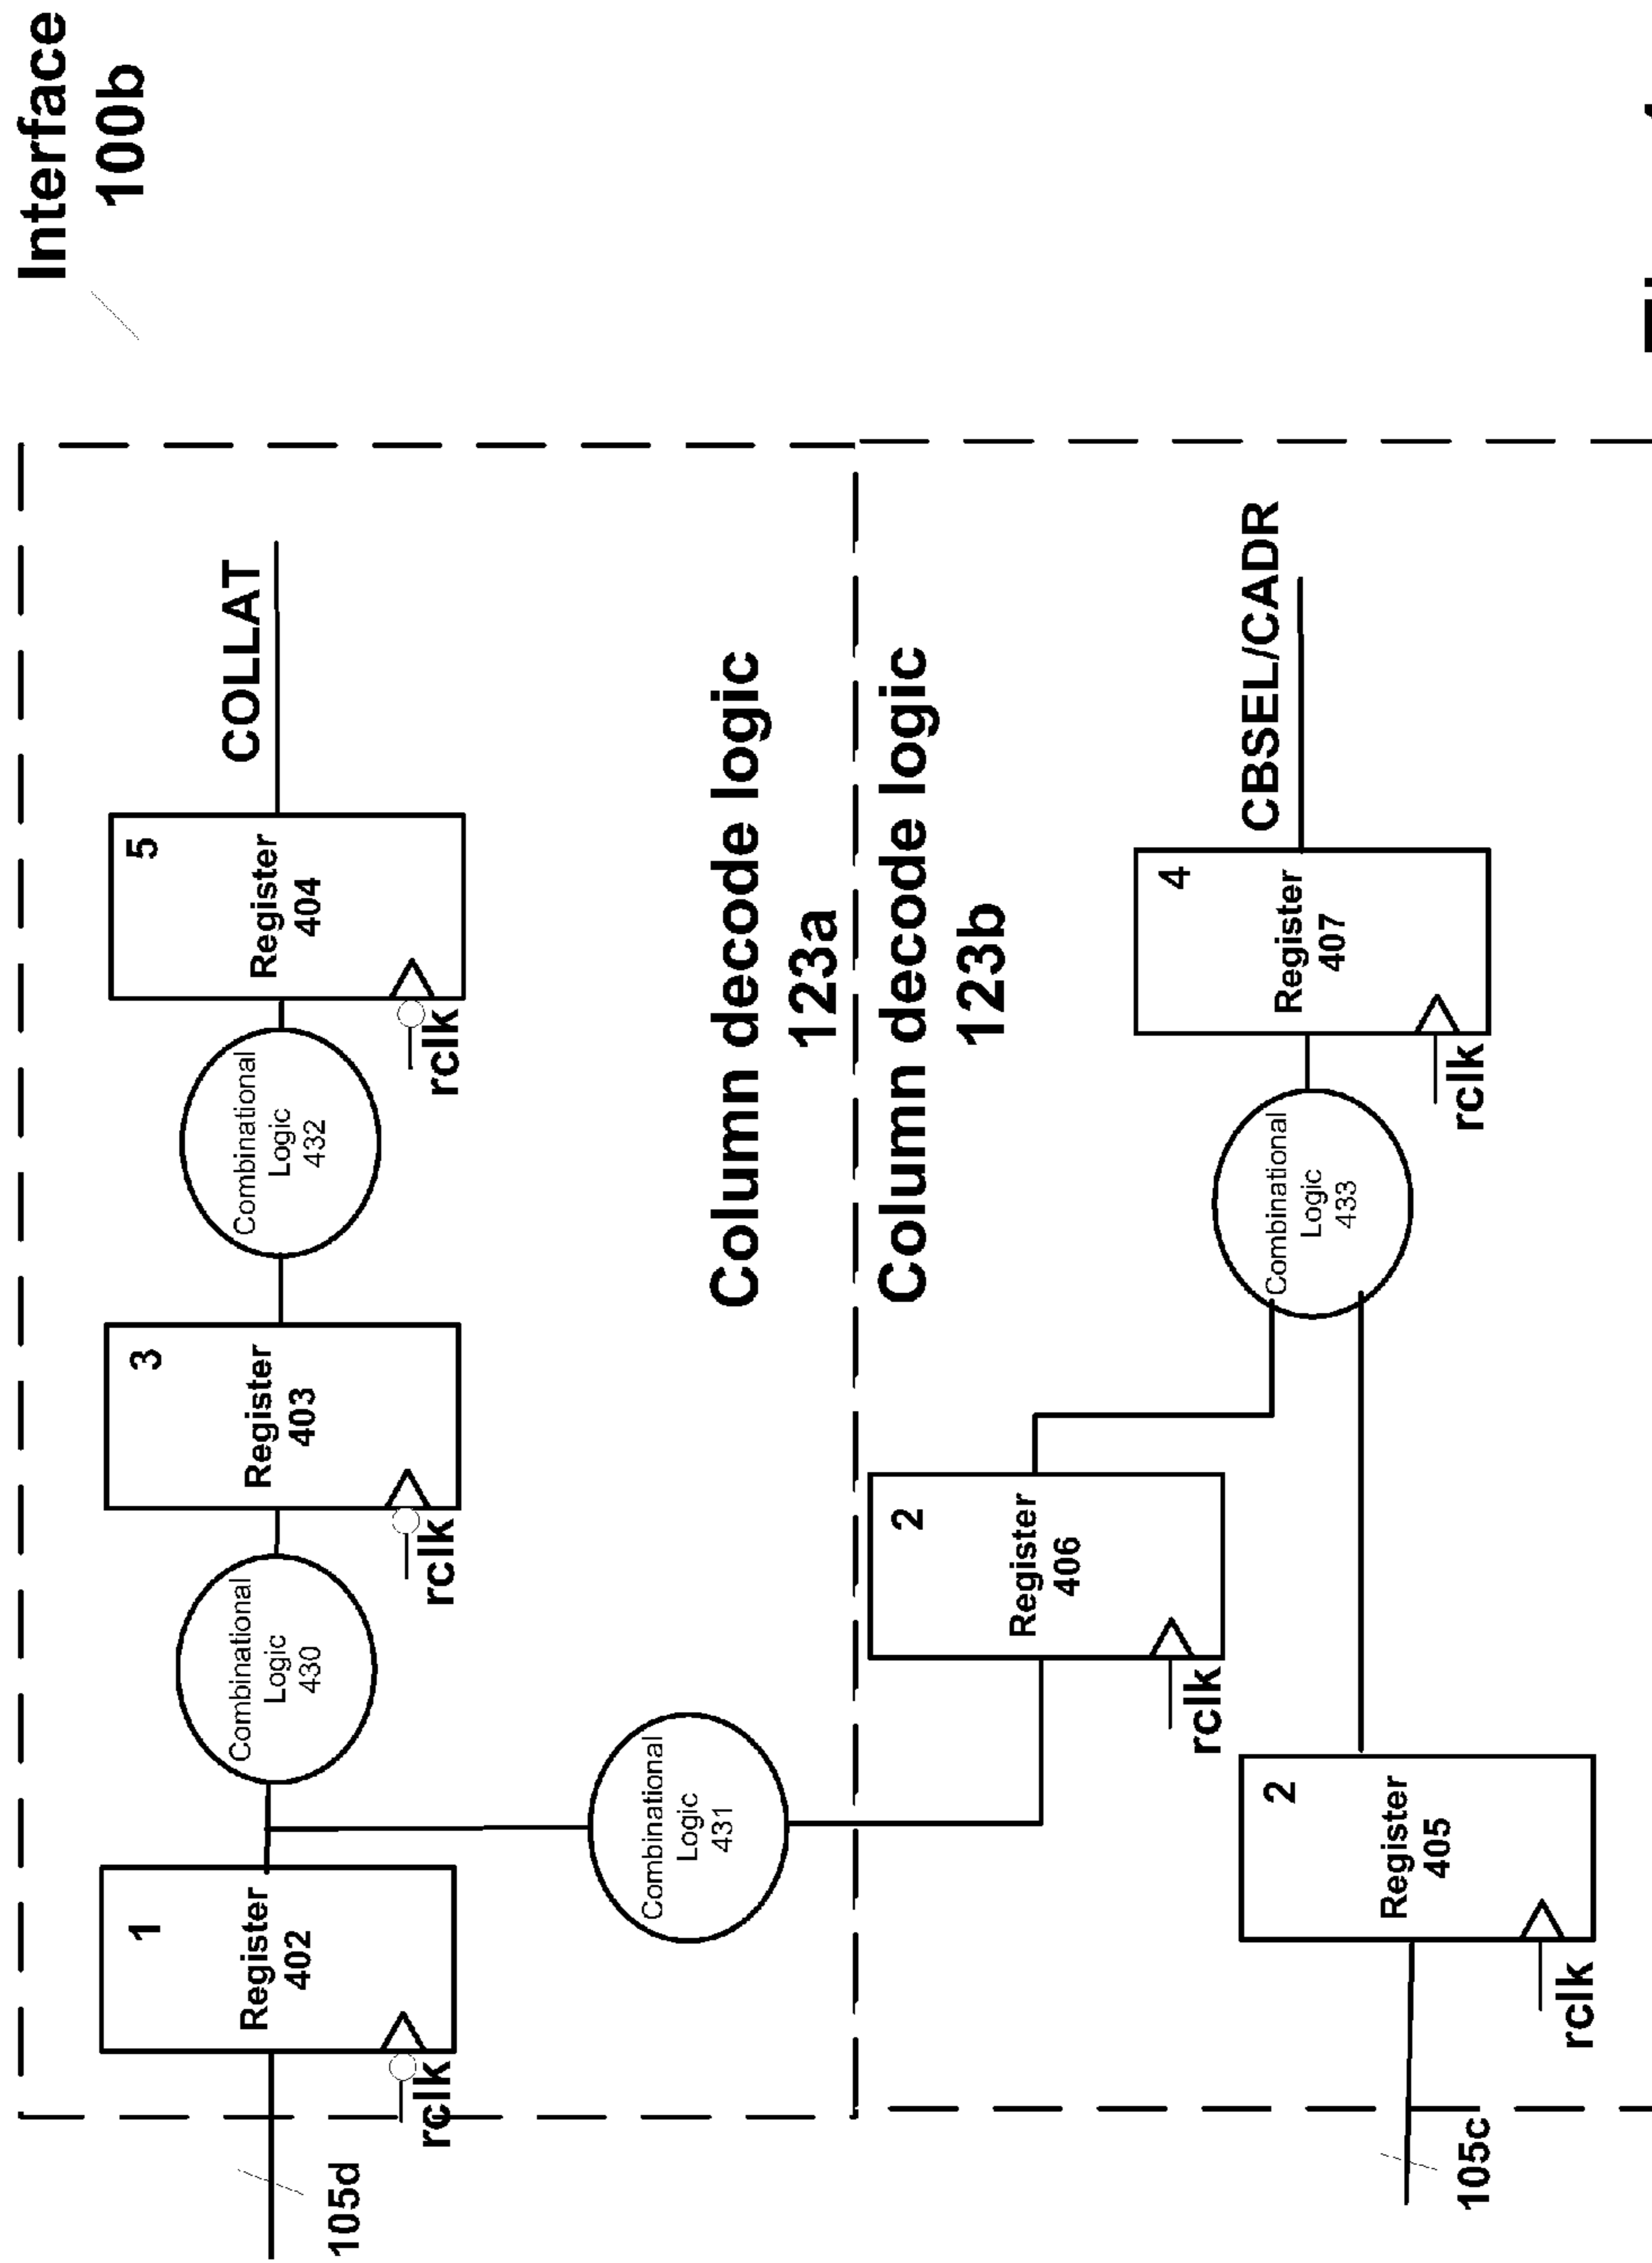 Interface
100b
COLLAT
5
Register
404
rclk
Combinational
Logic
432
3
Register
403
rclk
Combinational
Logic
430
1
Register
402
rclk
105d
Combinational
Logic
431
Column decode logic
123a
Column decode logic
123b
CBSEL/CADR
4
Register
407
rclk
Combinational
Logic
433
2
Register
406
rclk
2
Register
405
rclk
105c